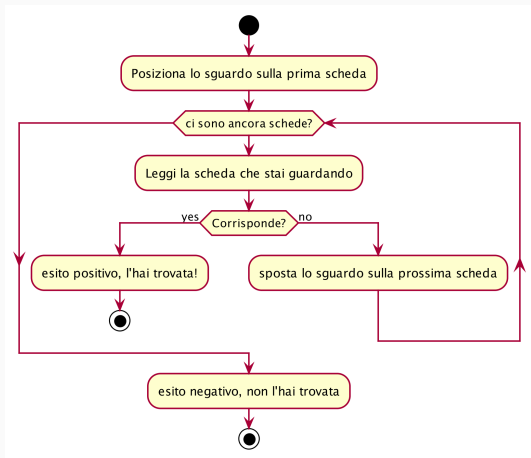 Posiziona lo sguardo sulla prima scheda
ci sono ancora schede?
Leggi la scheda che stai guardando
yes
Corrisponde?
no
esito positivo, l'hai trovata!
sposta lo sguardo sulla prossima scheda
esito negativo, non l'hai trovata